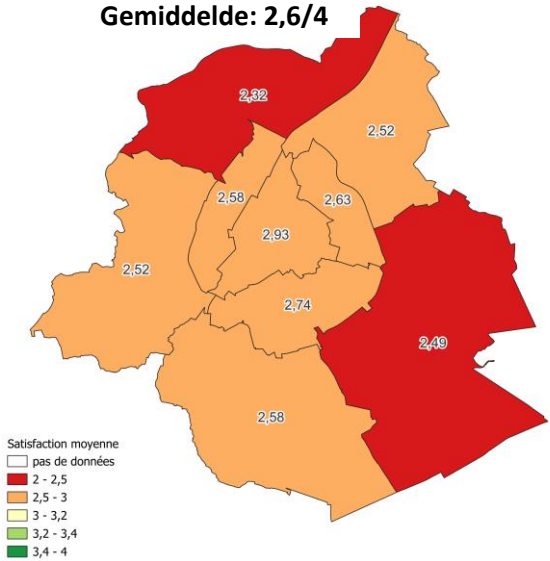 Gemiddelde: 2,6/4
2,32
2,52
2,58
2,63
2,93
2,52
2,74
2,49
2,58
Satisfaction moyenne
pas de données
2 - 2,5
2,5 - 3
3 - 3,2
3,2 - 3,4
3,4 - 4